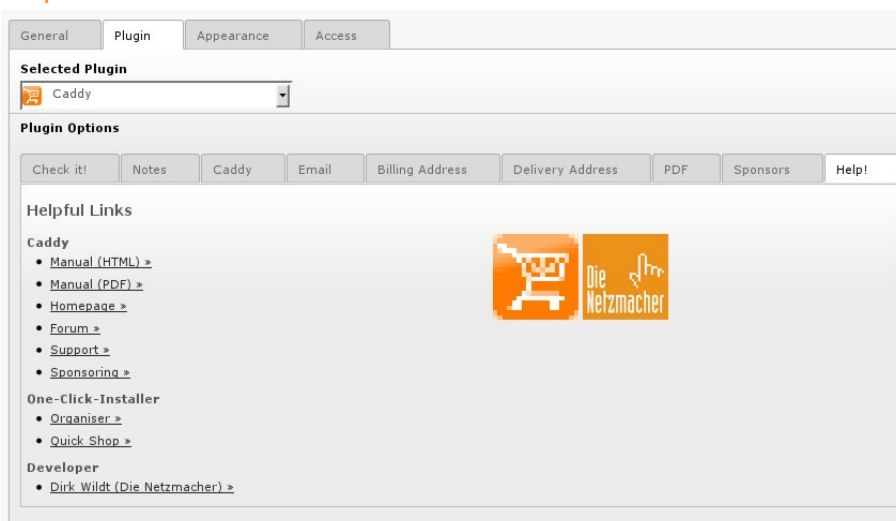 General Plugin Appearance Access
Selected Plugin
Caddy
Plugin Options
Check it! Notes Caddy Email Billing Address Delivery Address PDF Sponsors Help!
Helpful Links
Caddy
• Manual (HTML) »
• Manual (PDF) »
• Homepage »
• Forum »
• Support »
• Sponsoring »
One-Click-Installer
• Organiser »
• Quick Shop »
Developer
• Dirk Wildt (Die Netzmacher) »
Die
Netzmacher